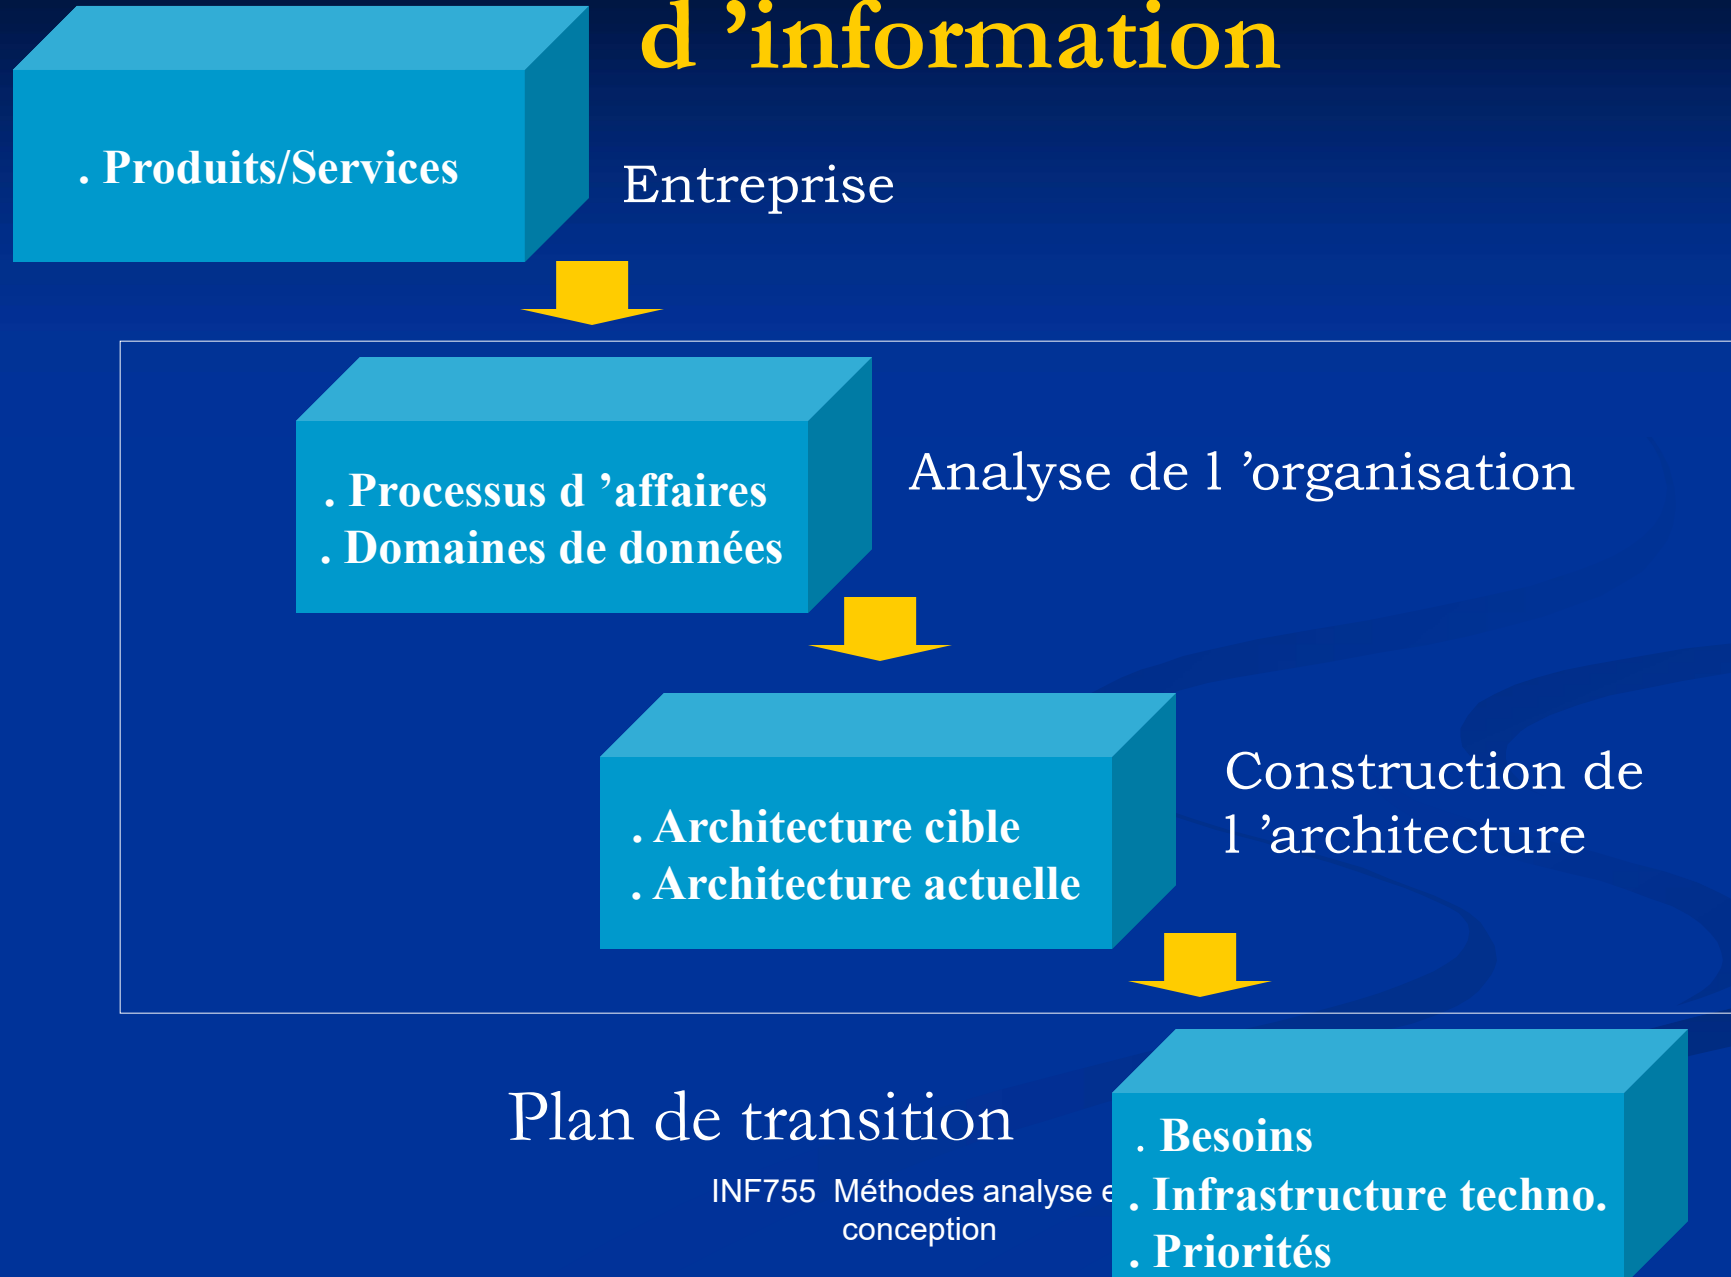 d ’information
. Produits/Services
Entreprise
. Processus d ’affaires
. Domaines de données
Analyse de l ’organisation
. Architecture cible
. Architecture actuelle
Construction de
l ’architecture
Plan de transition
INF755 Méthodes analyse e
conception
. Besoins
. Infrastructure techno.
. Priorités